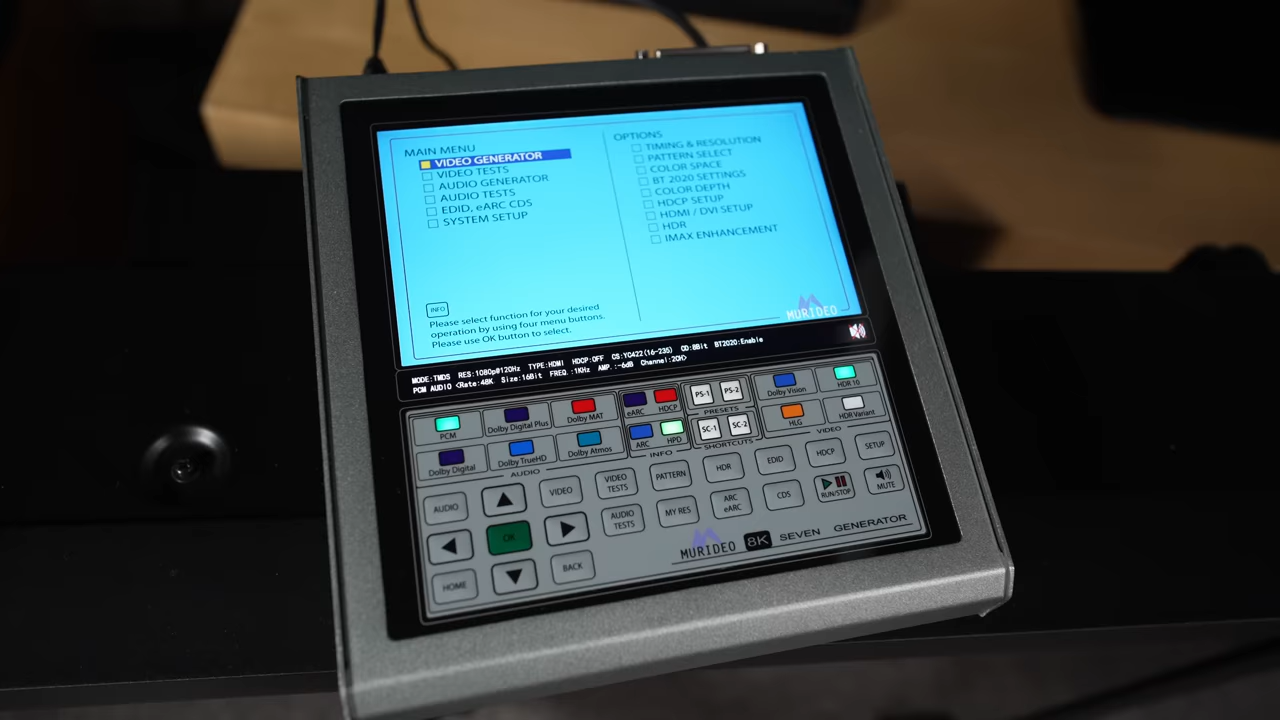 MAIN MENU
VIDEO GENERATOR
VIDEO TESTS
AUDIO GENERATOR
AUDIO TESTS
EDID, eARC CDS
SYSTEM SETUP
OPTIONS
TIMING & RESOLUTION
PATTERN SELECT
COLOR SPACE
BT 2020 SETTINGS
COLOR DEPTH
HDCP SETUP
HDMI / DVI SETUP
HDR
IMAX ENHANCEMENT
INFO
Please select function for your desired
operation by using four menu buttons.
Please use OK button to select.
MURIDEO
MODE:TMDS RES:1080p@120Hz TYPE:HDMI HDCP:OFF CS:YC422(16-235) CD:8Bit BT2020:Enable
PCM AUDIO <Rate:48K Size:16Bit FREQ.:1KHz AMP.:-6dB Channel:2CH>
PCM
Dolby Digital Plus
Dolby MAT
eARC
HDCP
PS-1
PS-2
PRESETS
Dolby Vision
HDR 10
Dolby Digital
Dolby TrueHD
Dolby Atmos
ARC
HPD
SC-1
SC-2
HLG
HDR Variant
AUDIO
INFO
SHORTCUTS
VIDEO
AUDIO
VIDEO
VIDEO TESTS
PATTERN
HDR
EDID
HDCP
SETUP
OK
AUDIO TESTS
MY RES
ARC eARC
CDS
RUN/STOP
MUTE
HOME
BACK
MURIDEO 8K SEVEN GENERATOR